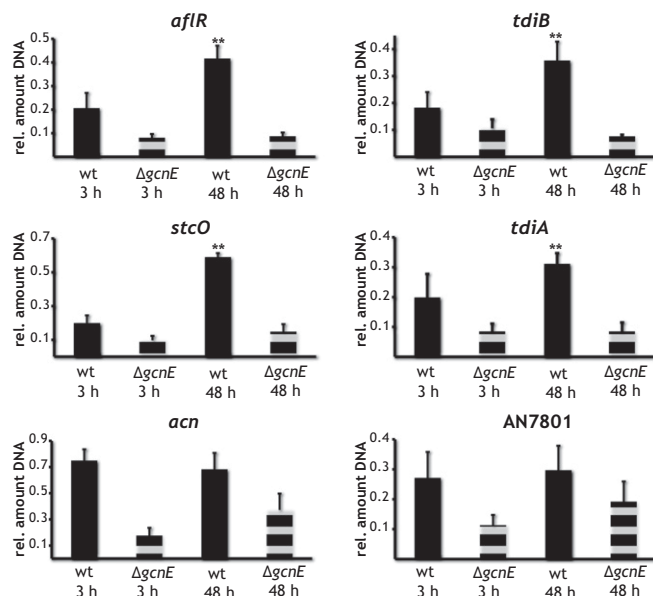 aflR
rel. amount DNA
0.5
0.4
0.3
0.2
0.1
**
wt ΔgcnE wt ΔgcnE
3 h 3 h 48 h 48 h
tdiB
rel. amount DNA
0.4
0.3
0.2
0.1
**
wt ΔgcnE wt ΔgcnE
3 h 3 h 48 h 48 h
stcO
rel. amount DNA
0.7
0.5
0.3
0.1
**
wt ΔgcnE wt ΔgcnE
3 h 3 h 48 h 48 h
tdiA
rel. amount DNA
0.4
0.3
0.2
0.1
**
wt ΔgcnE wt ΔgcnE
3 h 3 h 48 h 48 h
acn
rel. amount DNA
0.9
0.7
0.5
0.3
0.1
wt ΔgcnE wt ΔgcnE
3 h 3 h 48 h 48 h
AN7801
rel. amount DNA
0.4
0.3
0.2
0.1
wt ΔgcnE wt ΔgcnE
3 h 3 h 48 h 48 h